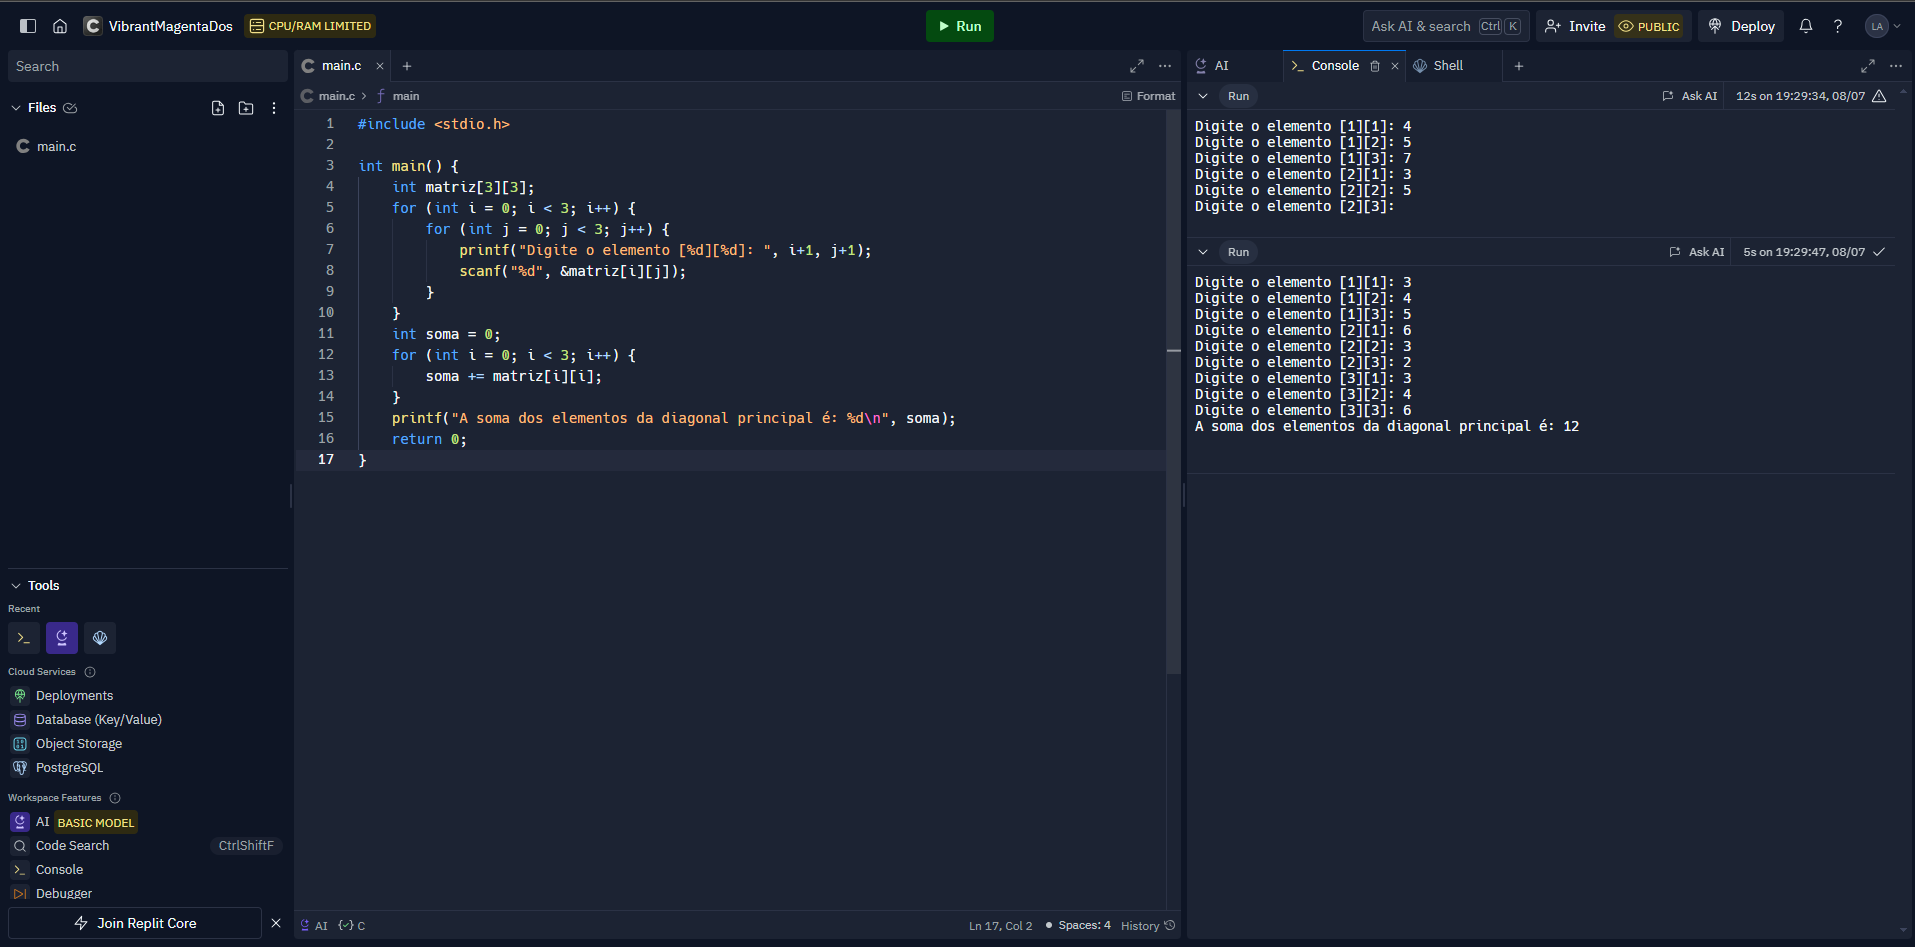 VibrantMagentaDos CPU/RAM LIMITED Run Ask AI & search Ctrl K Invite PUBLIC Deploy LA
Search
Files
main.c
Tools
Recent
Cloud Services
Deployments
Database (Key/Value)
Object Storage
PostgreSQL
Workspace Features
AI BASIC MODEL
Code Search CtrlShiftF
Console
Debugger
Join Replit Core
main.c
main.c > main Format
1 #include <stdio.h>
2
3 int main() {
4 int matriz[3][3];
5 for (int i = 0; i < 3; i++) {
6 for (int j = 0; j < 3; j++) {
7 printf("Digite o elemento [%d][%d]: ", i+1, j+1);
8 scanf("%d", &matriz[i][j]);
9 }
10 }
11 int soma = 0;
12 for (int i = 0; i < 3; i++) {
13 soma += matriz[i][i];
14 }
15 printf("A soma dos elementos da diagonal principal é: %d\n", soma);
16 return 0;
17 }
AI C Ln 17, Col 2 Spaces: 4 History
AI Console Shell
Run Ask AI 12s on 19:29:34, 08/07
Digite o elemento [1][1]: 4
Digite o elemento [1][2]: 5
Digite o elemento [1][3]: 7
Digite o elemento [2][1]: 3
Digite o elemento [2][2]: 5
Digite o elemento [2][3]:
Run Ask AI 5s on 19:29:47, 08/07
Digite o elemento [1][1]: 3
Digite o elemento [1][2]: 4
Digite o elemento [1][3]: 5
Digite o elemento [2][1]: 6
Digite o elemento [2][2]: 3
Digite o elemento [2][3]: 2
Digite o elemento [3][1]: 3
Digite o elemento [3][2]: 4
Digite o elemento [3][3]: 6
A soma dos elementos da diagonal principal é: 12